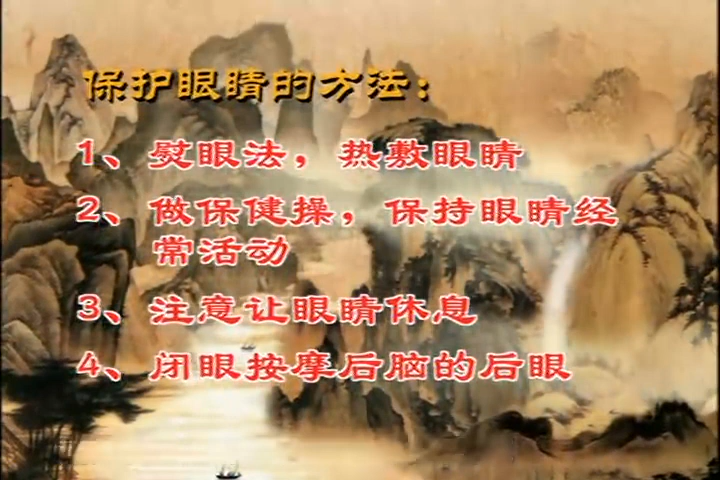 保护眼睛的方法：
1、熨眼法，热敷眼睛
2、做保健操，保持眼睛经
常活动
3、注意让眼睛休息
4、闭眼按摩后脑的后眼